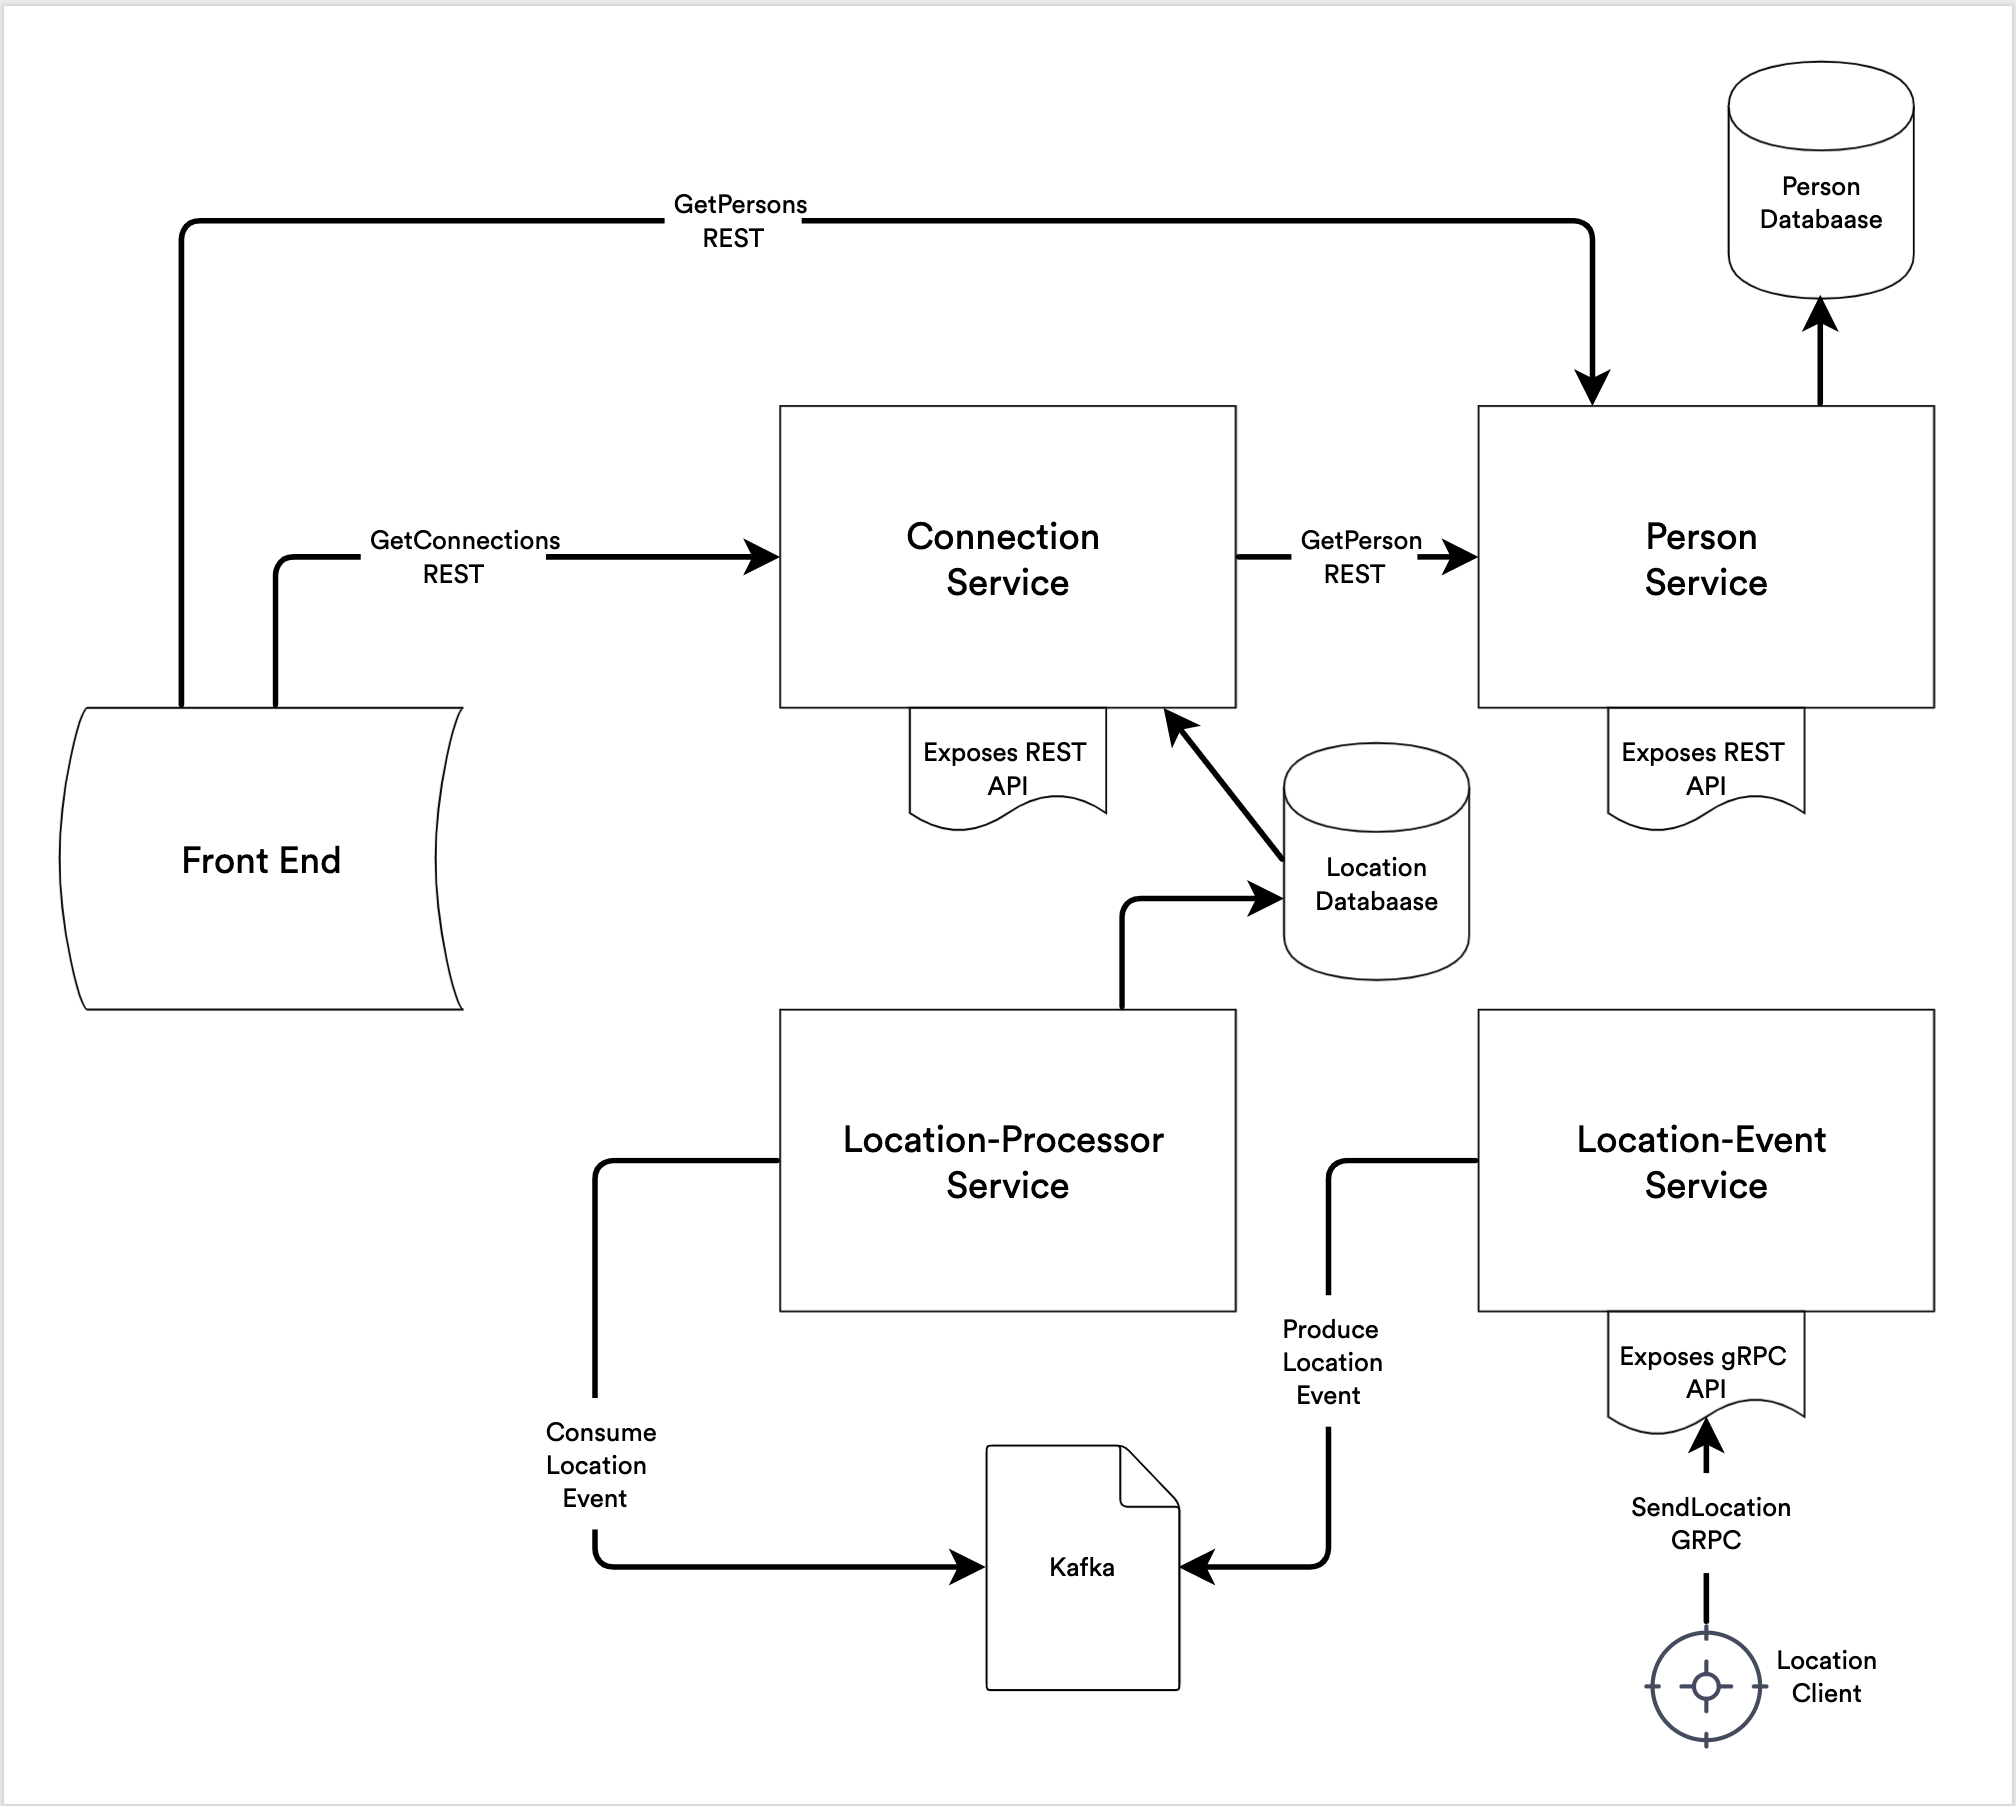 Person
Databaase
GetPersons
REST
GetConnections
REST
Connection
Service
GetPerson
REST
Person
Service
Exposes REST
API
Exposes REST
API
Front End
Location
Databaase
Location-Processor
Service
Location-Event
Service
Produce
Location
Event
Exposes gRPC
API
Consume
Location
Event
SendLocation
GRPC
Kafka
Location
Client